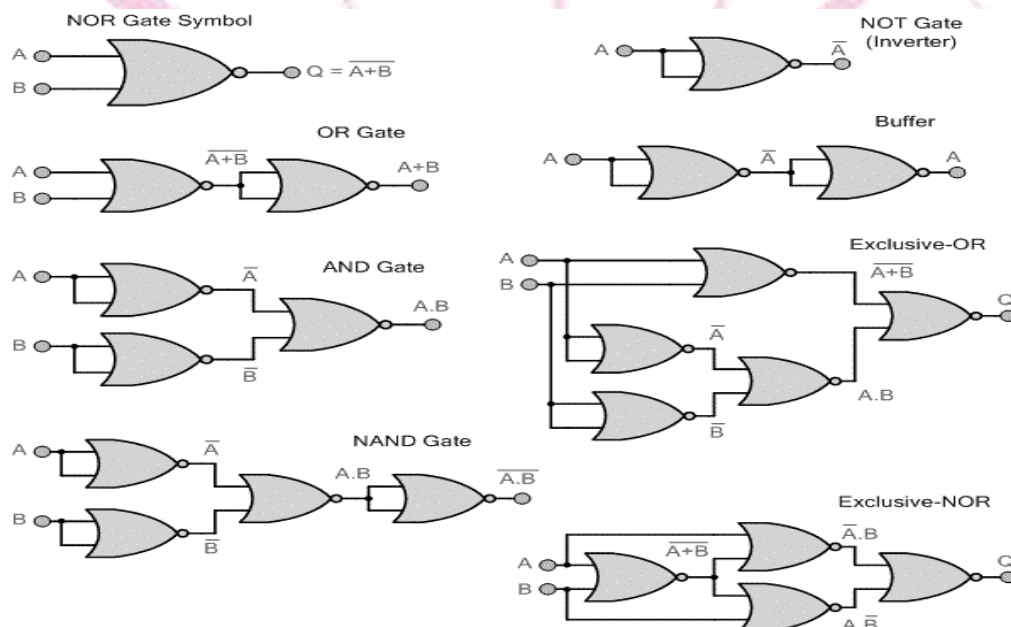 NOR Gate Symbol
A
B
Q = A̅+̅B̅
NOT Gate
(Inverter)
A
A̅
OR Gate
A
B
A̅+̅B̅
A+B
Buffer
A
A̅
A
AND Gate
A
B
A̅
B̅
A.B
Exclusive-OR
A
B
A̅+̅B̅
A̅
B̅
A.B
Q
NAND Gate
A
B
A̅
B̅
A.B
A̅.̅B̅
Exclusive-NOR
A
B
A̅+̅B̅
A̅.B
A.B̅
Q